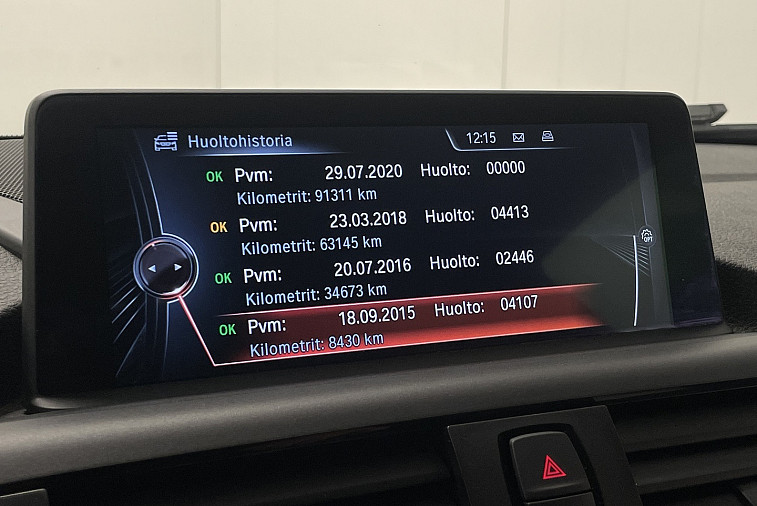 Huoltohistoria 12:15
OK Pvm: 29.07.2020 Huolto: 00000
Kilometrit: 91311 km
OK Pvm: 23.03.2018 Huolto: 04413
Kilometrit: 63145 km
OK Pvm: 20.07.2016 Huolto: 02446
Kilometrit: 34673 km
OK Pvm: 18.09.2015 Huolto: 04107
Kilometrit: 8430 km
OPT